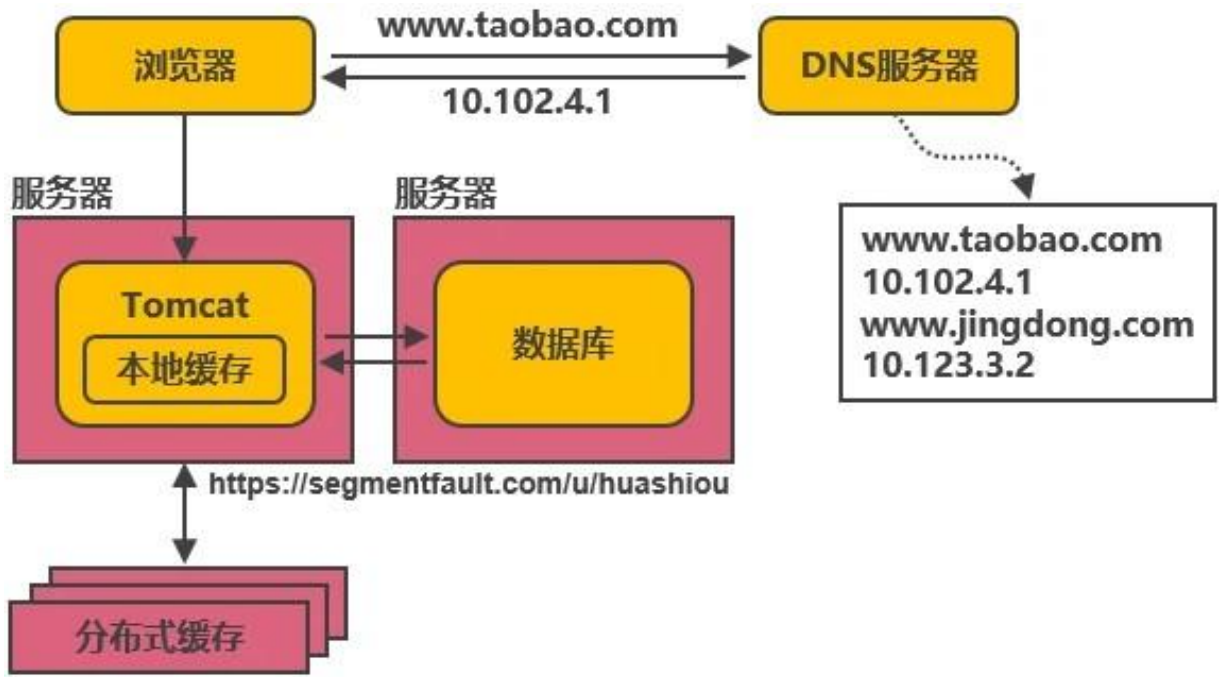 www.taobao.com
浏览器
DNS服务器
10.102.4.1
服务器
服务器
www.taobao.com
10.102.4.1
www.jingdong.com
10.123.3.2
Tomcat
本地缓存
数据库
https://segmentfault.com/u/huashiou
分布式缓存